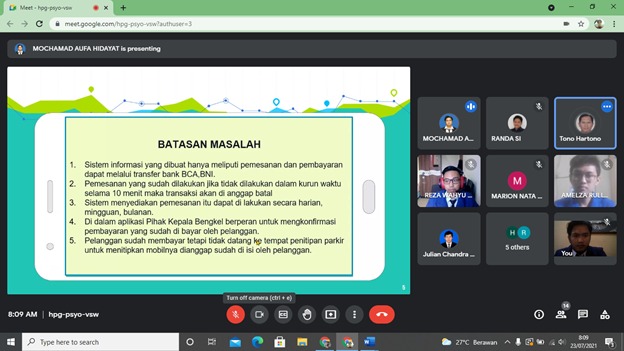 Meet - hpg-psyo-vsw
meet.google.com/hpg-psyo-vsw?authuser=3
MOCHAMAD AUFA HIDAYAT is presenting
BATASAN MASALAH
1. Sistem informasi yang dibuat hanya meliputi pemesanan dan pembayaran
dapat melalui transfer bank BCA,BNI.
2. Pemesanan yang sudah dilakukan jika tidak dilakukan dalam kurun waktu
selama 10 menit maka transaksi akan di anggap batal
3. Sistem menyediakan pemesanan itu dapat di lakukan secara harian,
mingguan, bulanan.
4. Di dalam aplikasi Pihak Kepala Bengkel berperan untuk mengkonfirmasi
pembayaran yang sudah di bayar oleh pelanggan.
5. Pelanggan sudah membayar tetapi tidak datang ke tempat penitipan parkir
untuk menitipkan mobilnya dianggap sudah di isi oleh pelanggan.
5
MOCHAMAD A...
RANDA SI
Tono Hartono
REZA WAHYU
M
MARION NATA ...
AMELZA RULI
Julian Chandra
H R
5 others
You
Turn off camera (ctrl + e)
8:09 AM | hpg-psyo-vsw
14
Type here to search
27°C Berawan
8:09
23/07/2021